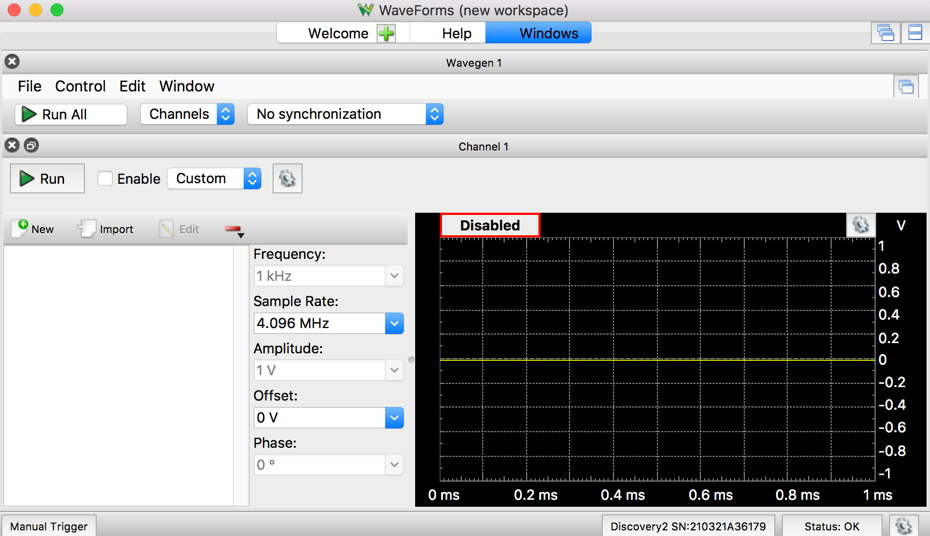 WaveForms (new workspace)
Welcome Help Windows
Wavegen 1
File Control Edit Window
Run All Channels No synchronization
Channel 1
Run Enable Custom
New Import Edit
Disabled V
Frequency:
1 kHz
Sample Rate:
4.096 MHz
Amplitude:
1 V
Offset:
0 V
Phase:
0 º
1
0.8
0.6
0.4
0.2
0
-0.2
-0.4
-0.6
-0.8
-1
0 ms 0.2 ms 0.4 ms 0.6 ms 0.8 ms 1 ms
Manual Trigger Discovery2 SN:210321A36179 Status: OK